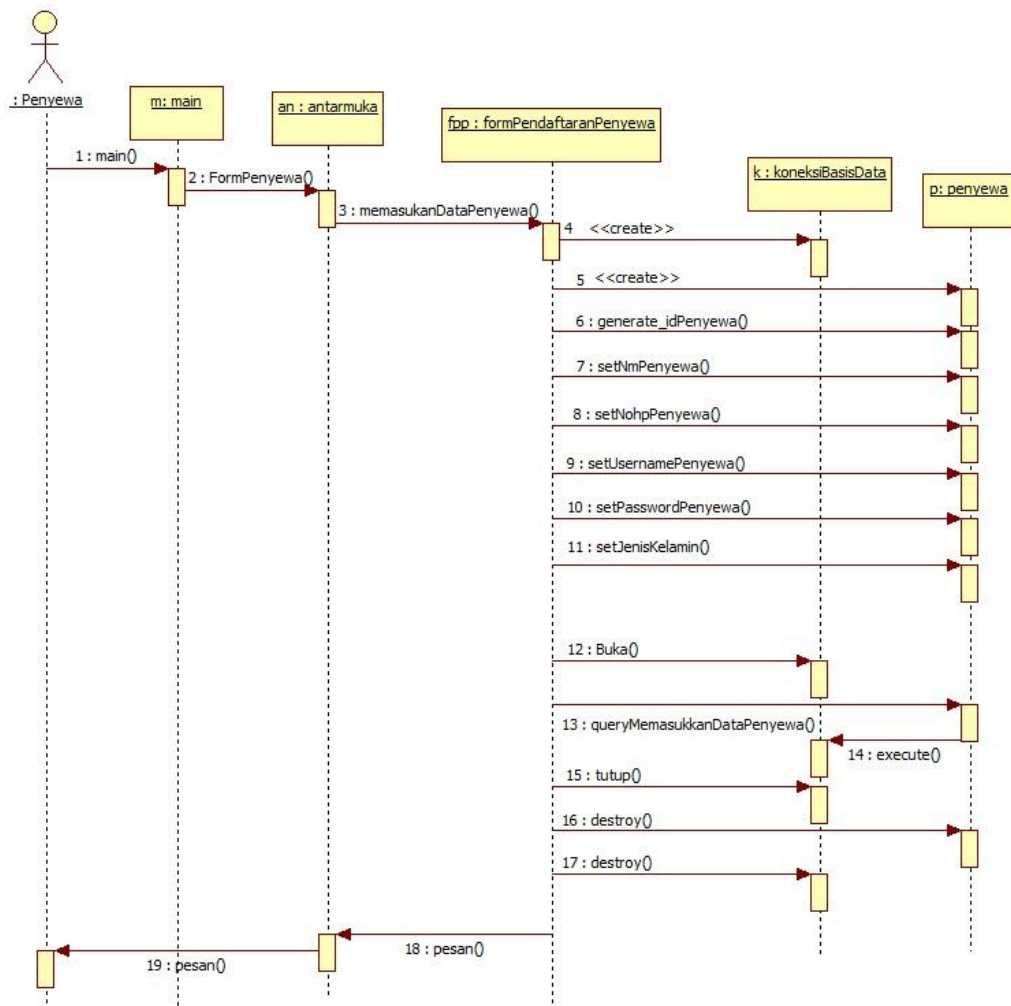 : Penyewa
m: main
an : antarmuka
fpp : formPendaftaranPenyewa
k : koneksiBasisData
p: penyewa
1 : main()
2 : FormPenyewa()
3 : memasukanDataPenyewa()
4 <<create>>
5 <<create>>
6 : generate_idPenyewa()
7 : setNmPenyewa()
8 : setNohpPenyewa()
9 : setUsernamePenyewa()
10 : setPasswordPenyewa()
11 : setJenisKelamin()
12 : Buka()
13 : queryMemasukkanDataPenyewa()
14 : execute()
15 : tutup()
16 : destroy()
17 : destroy()
18 : pesan()
19 : pesan()